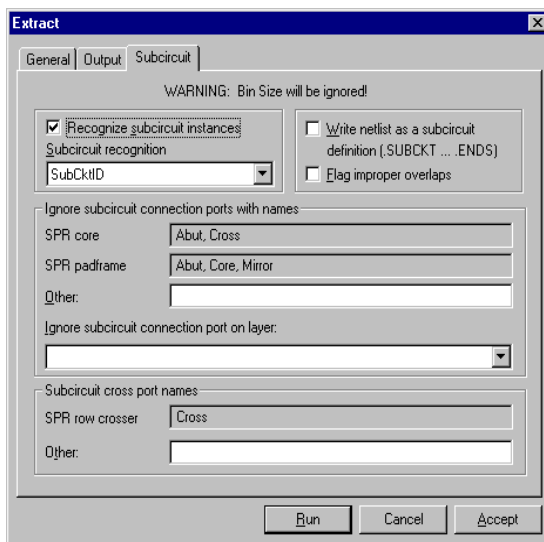 Extract
General
Output
Subcircuit
WARNING: Bin Size will be ignored!
Recognize subcircuit instances
Subcircuit recognition
SubCktID
Write netlist as a subcircuit
definition (.SUBCKT ... .ENDS)
Flag improper overlaps
Ignore subcircuit connection ports with names
SPR core
Abut, Cross
SPR padframe
Abut, Core, Mirror
Other:
Ignore subcircuit connection port on layer:
Subcircuit cross port names
SPR row crosser
Cross
Other:
Run
Cancel
Accept